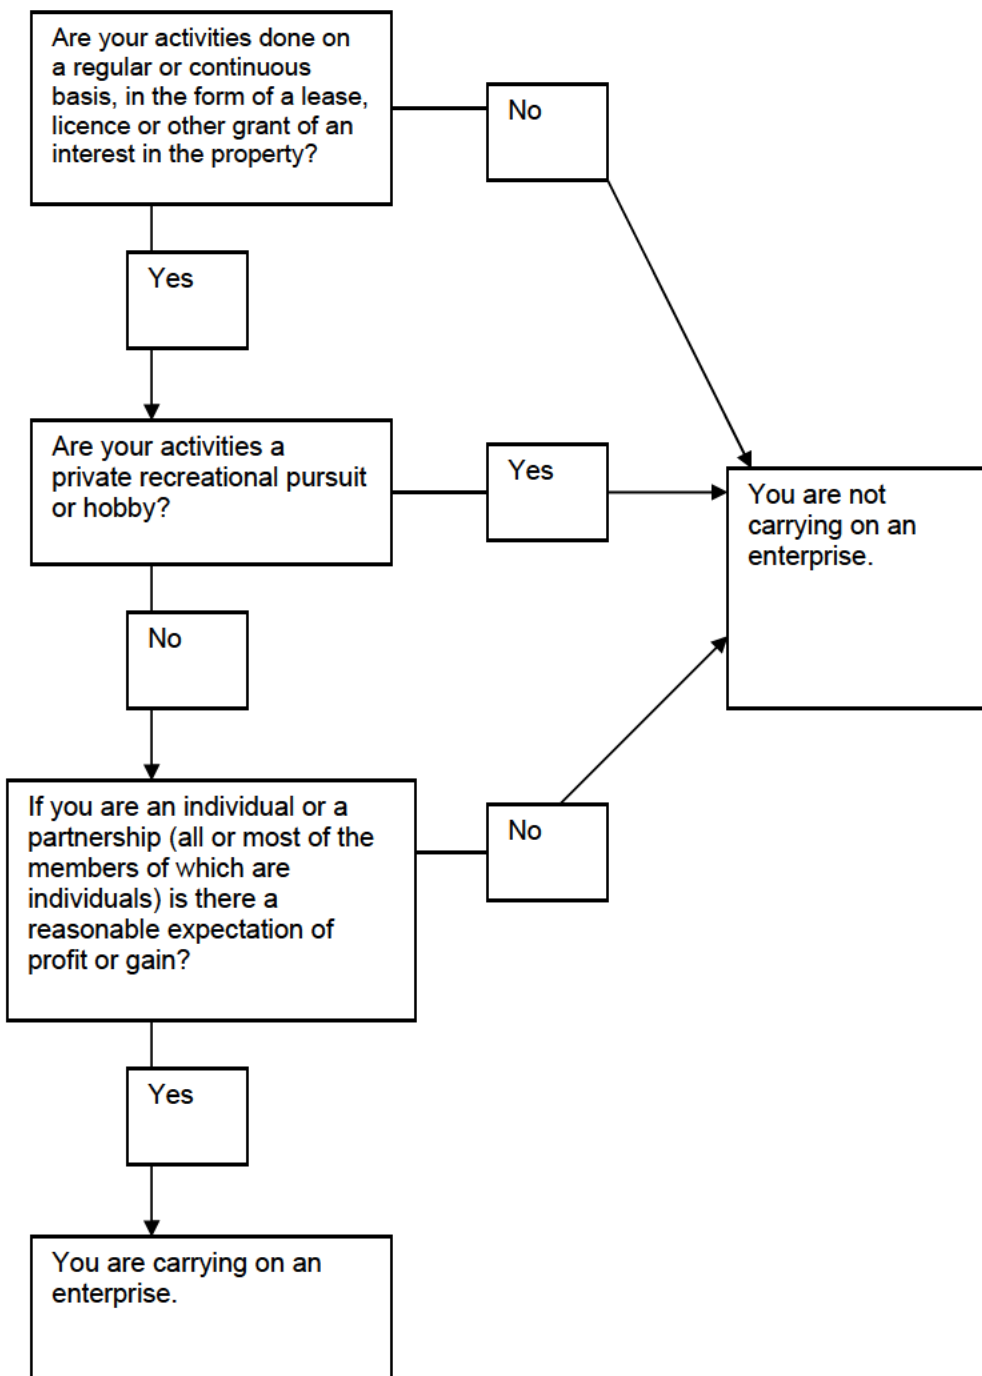 Are your activities done on
a regular or continuous
basis, in the form of a lease,
licence or other grant of an
interest in the property?
No
Yes
Are your activities a
private recreational pursuit
or hobby?
Yes
You are not
carrying on an
enterprise.
No
If you are an individual or a
partnership (all or most of the
members of which are
individuals) is there a
reasonable expectation of
profit or gain?
No
Yes
You are carrying on an
enterprise.